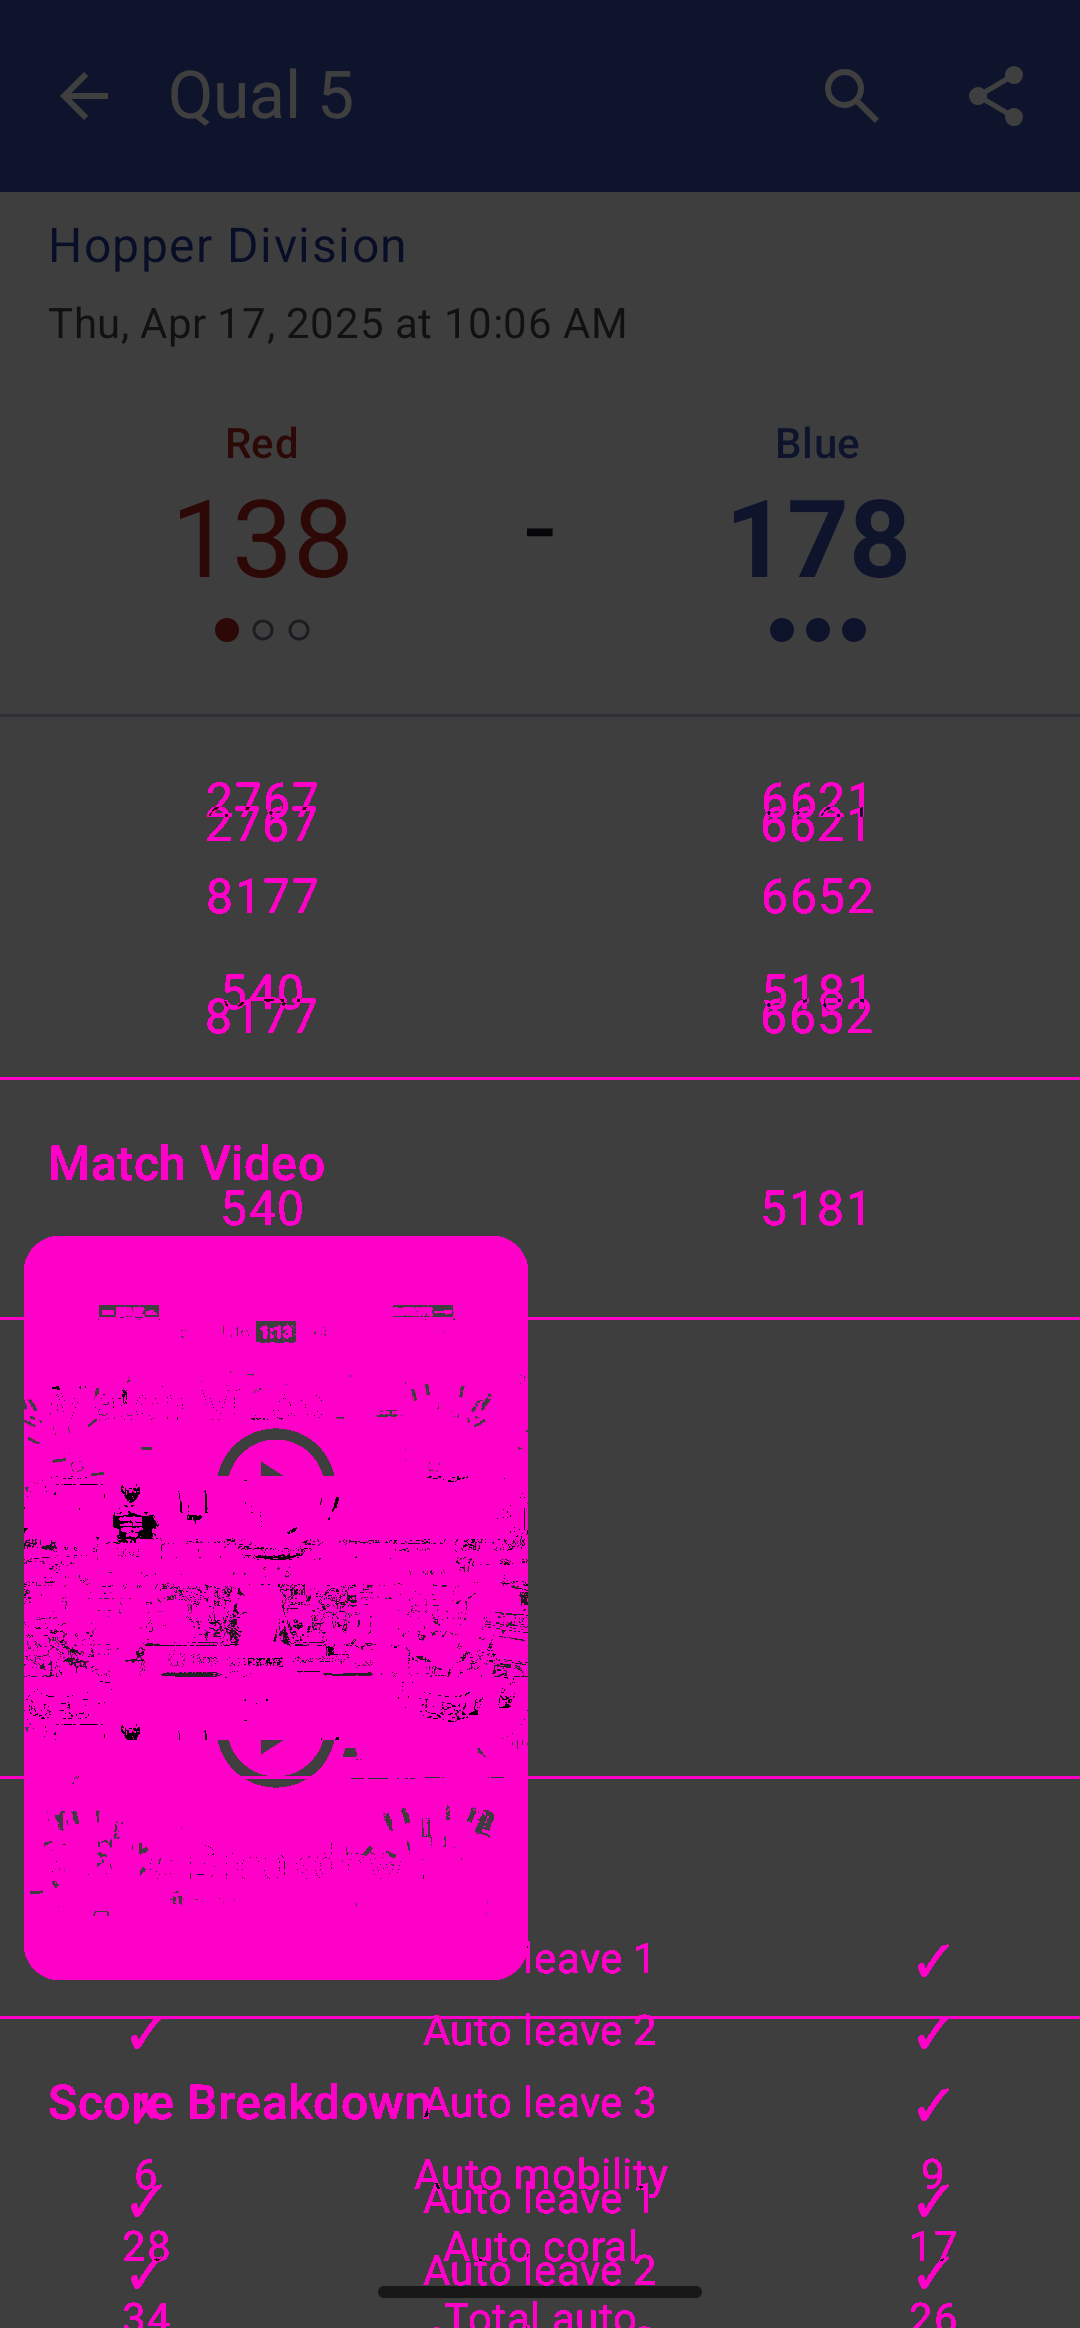 Qual 5
Hopper Division
Thu, Apr 17, 2025 at 10:06 AM
Red Blue
138 - 178
2767 6621
2767 6621
8177 6652
540 5181
8177 6652
Match Video
540 5181
1:13
leave 1 ✓
✓ Auto leave 2 ✓
Score Breakdown Auto leave 3 ✓
6 Auto mobility 9
✓ Auto leave 1 ✓
28 Auto coral 17
✓ Auto leave 2 ✓
34 Total auto 26